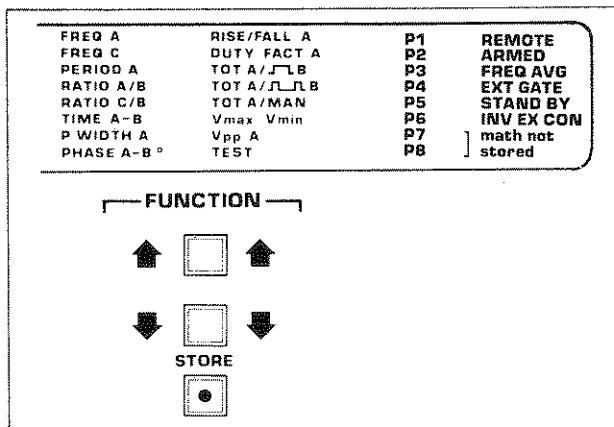 FREQ A RISE/FALL A P1 REMOTE
FREQ C DUTY FACT A P2 ARMED
PERIOD A TOT A/ B P3 FREQ AVG
RATIO A/B TOT A/ B P4 EXT GATE
RATIO C/B TOT A/MAN P5 STAND BY
TIME A-B Vmax Vmin P6 INV EX CON
P WIDTH A Vpp A P7 ] math not
PHASE A-B° TEST P8 ] stored
FUNCTION
STORE